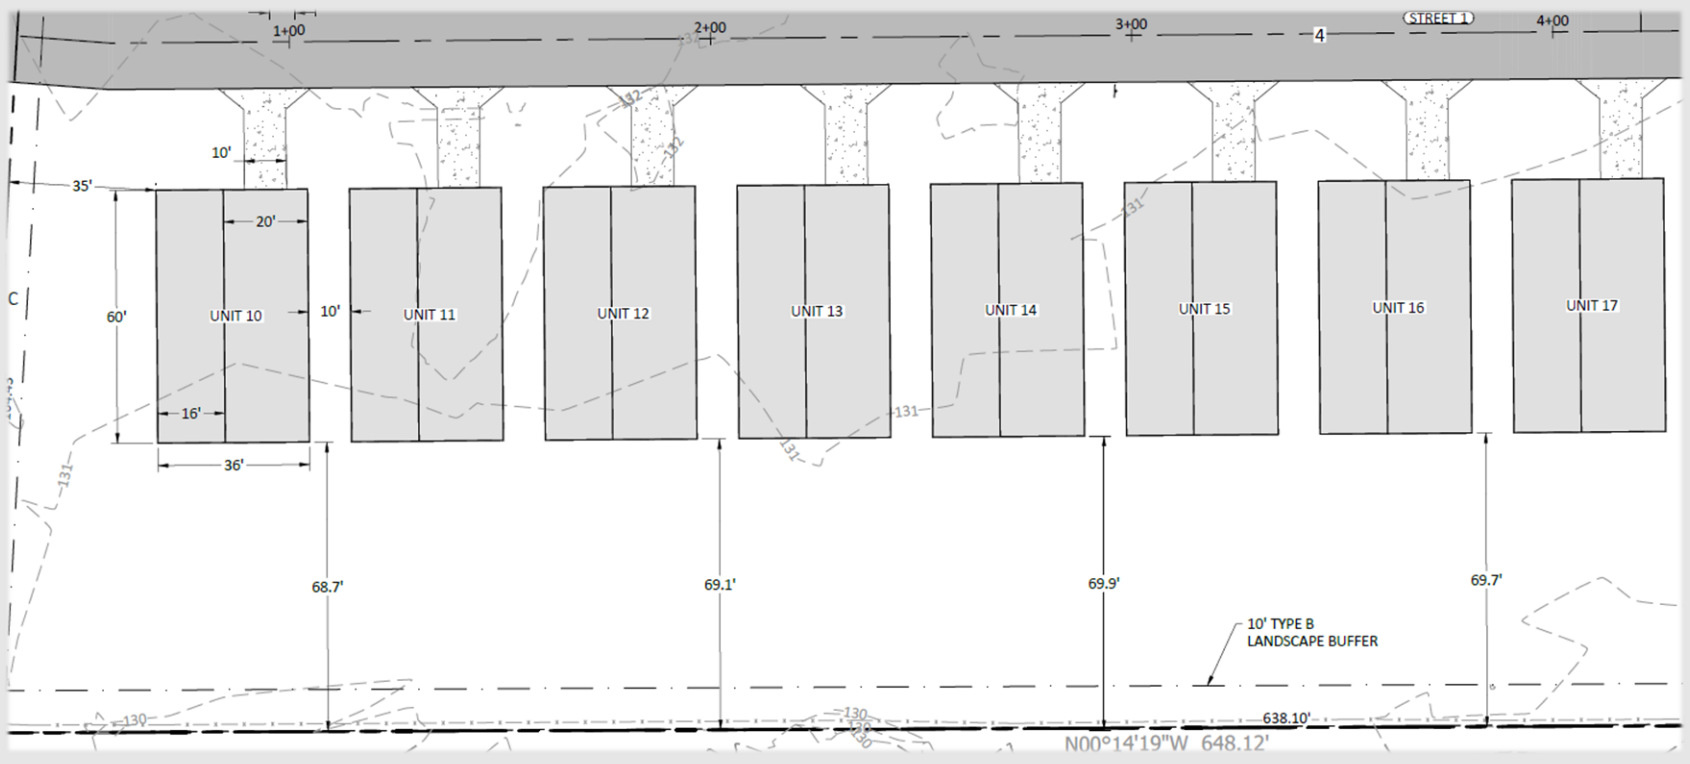 1+00
2+00
3+00
STREET 1
4+00
4
132
132
132
10'
35'
20'
131
C
60'
UNIT 10
10'
UNIT 11
UNIT 12
UNIT 13
UNIT 14
UNIT 15
UNIT 16
UNIT 17
16'
131
131
131
36'
68.7'
69.1'
69.9'
69.7'
10' TYPE B
LANDSCAPE BUFFER
130
130
130
638.10'
N00°14'19"W 648.12'